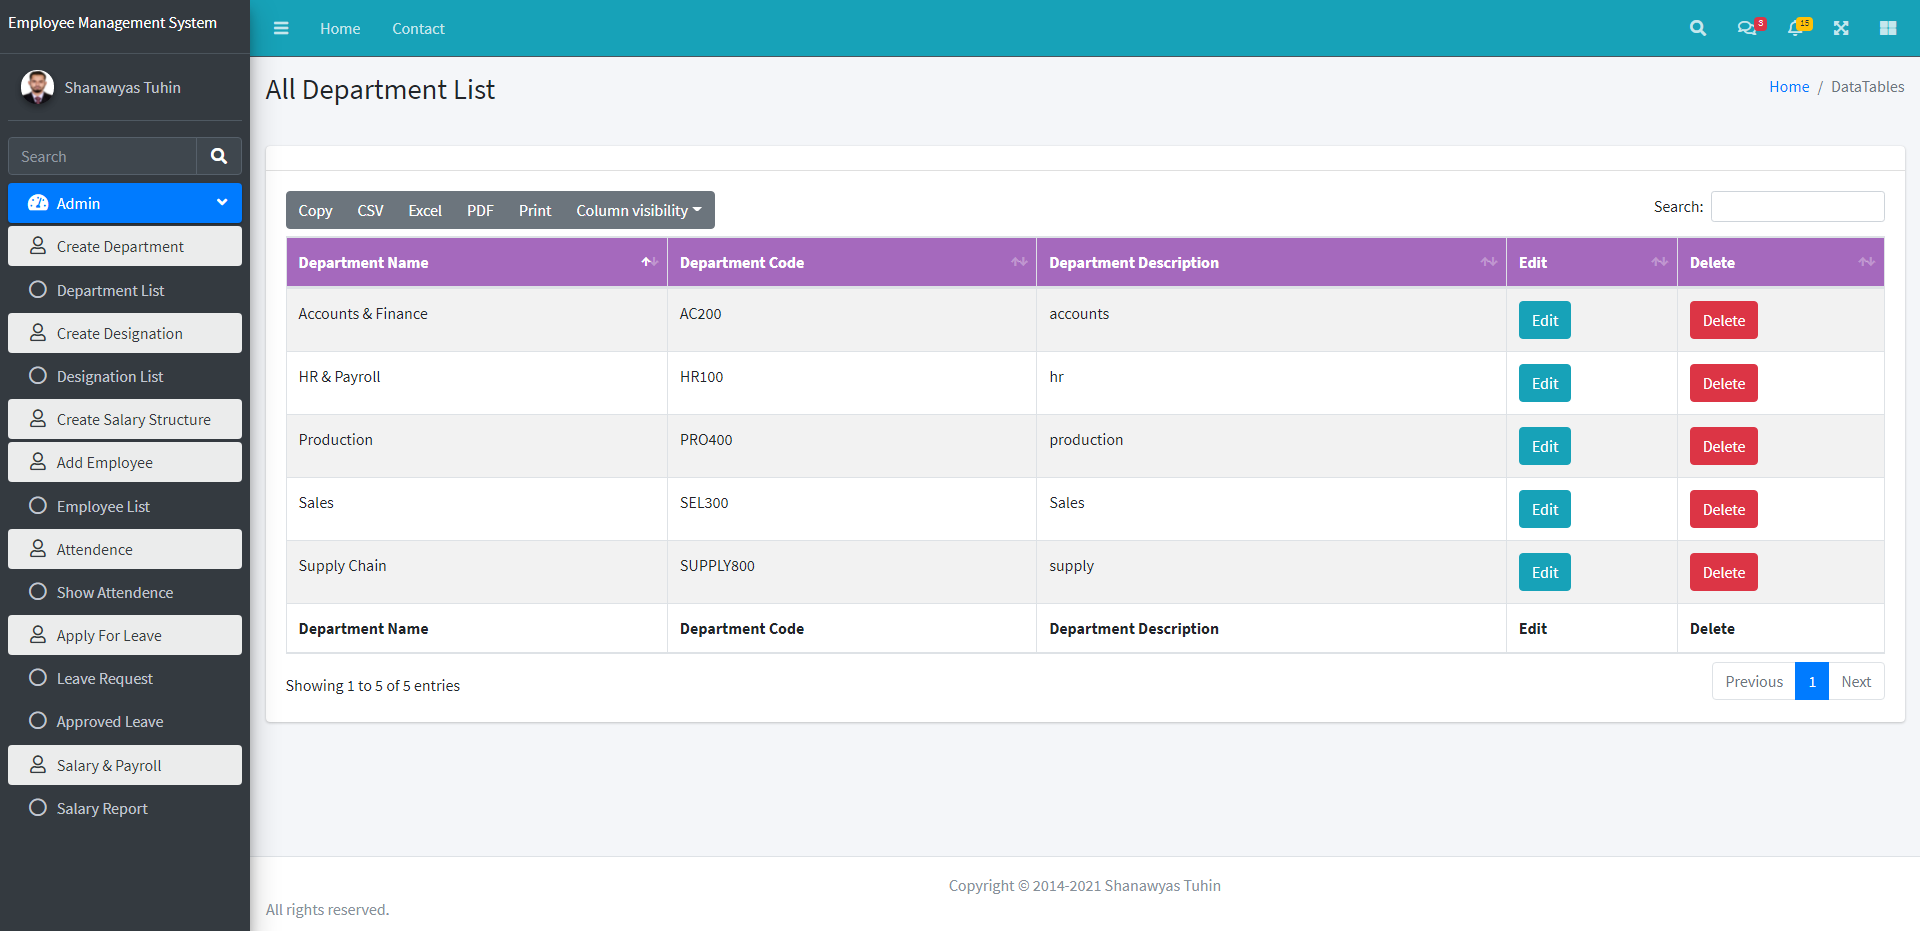 Employee Management System
Shanawyas Tuhin
Search
Admin
Create Department
Department List
Create Designation
Designation List
Create Salary Structure
Add Employee
Employee List
Attendence
Show Attendence
Apply For Leave
Leave Request
Approved Leave
Salary & Payroll
Salary Report
Home Contact 3 15
All Department List
Home / DataTables
Copy CSV Excel PDF Print Column visibility
Search:
Department Name Department Code Department Description Edit Delete
Accounts & Finance AC200 accounts Edit Delete
HR & Payroll HR100 hr Edit Delete
Production PRO400 production Edit Delete
Sales SEL300 Sales Edit Delete
Supply Chain SUPPLY800 supply Edit Delete
Department Name Department Code Department Description Edit Delete
Showing 1 to 5 of 5 entries
Previous 1 Next
Copyright © 2014-2021 Shanawyas Tuhin
All rights reserved.